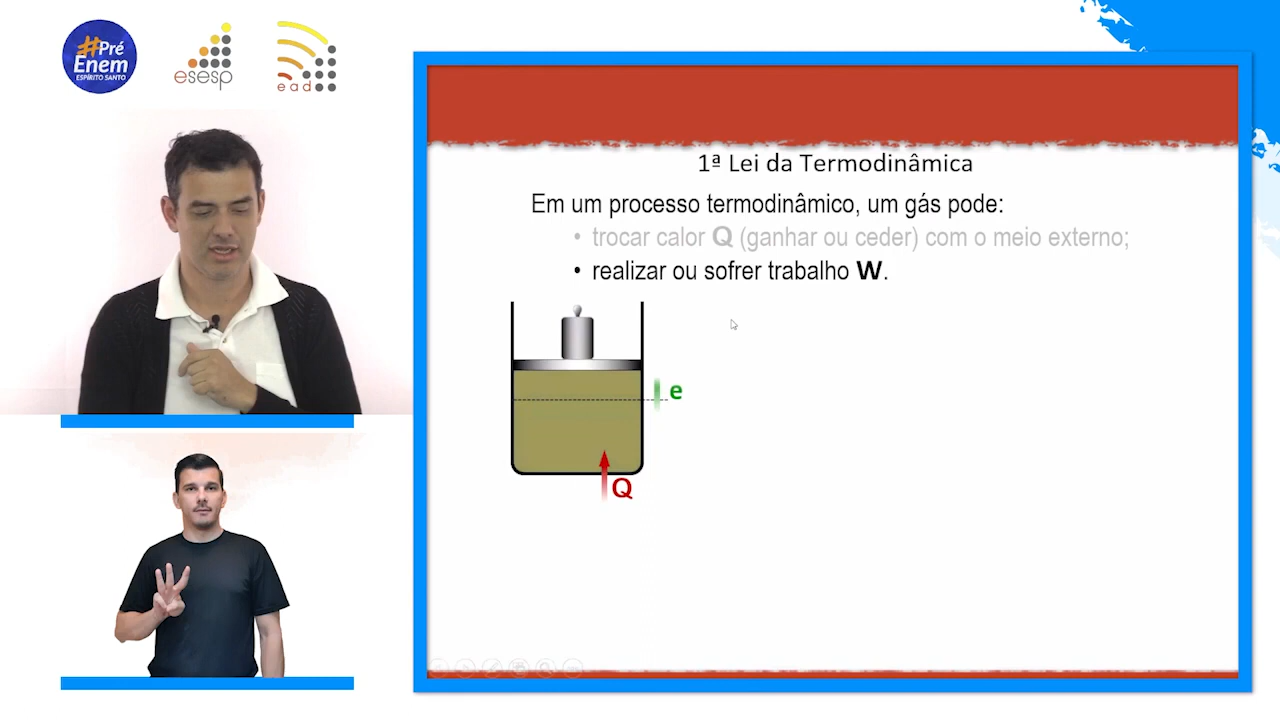 #Pré
Enem
ESPÍRITO SANTO
esesp
ead
1ª Lei da Termodinâmica
Em um processo termodinâmico, um gás pode:
• trocar calor Q (ganhar ou ceder) com o meio externo;
• realizar ou sofrer trabalho W.
e
Q